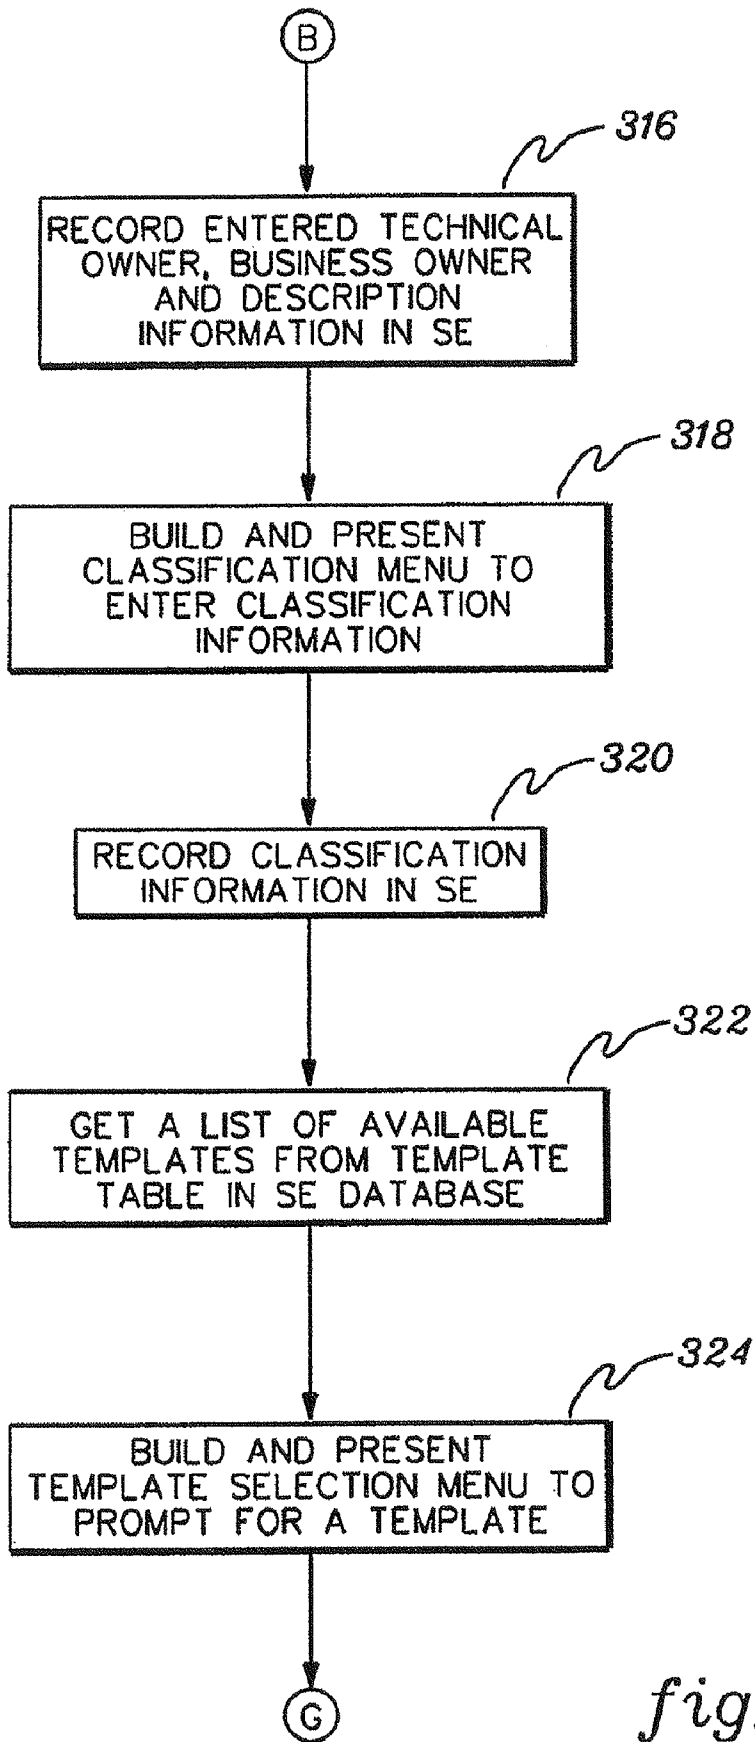 B
316
RECORD ENTERED TECHNICAL
OWNER, BUSINESS OWNER
AND DESCRIPTION
INFORMATION IN SE
318
BUILD AND PRESENT
CLASSIFICATION MENU TO
ENTER CLASSIFICATION
INFORMATION
320
RECORD CLASSIFICATION
INFORMATION IN SE
322
GET A LIST OF AVAILABLE
TEMPLATES FROM TEMPLATE
TABLE IN SE DATABASE
324
BUILD AND PRESENT
TEMPLATE SELECTION MENU TO
PROMPT FOR A TEMPLATE
G
fig.